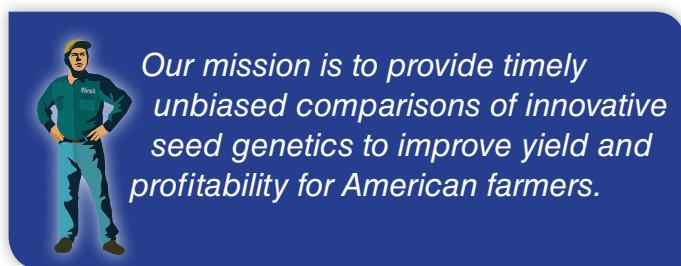 Our mission is to provide timely
unbiased comparisons of innovative
seed genetics to improve yield and
profitability for American farmers.
first